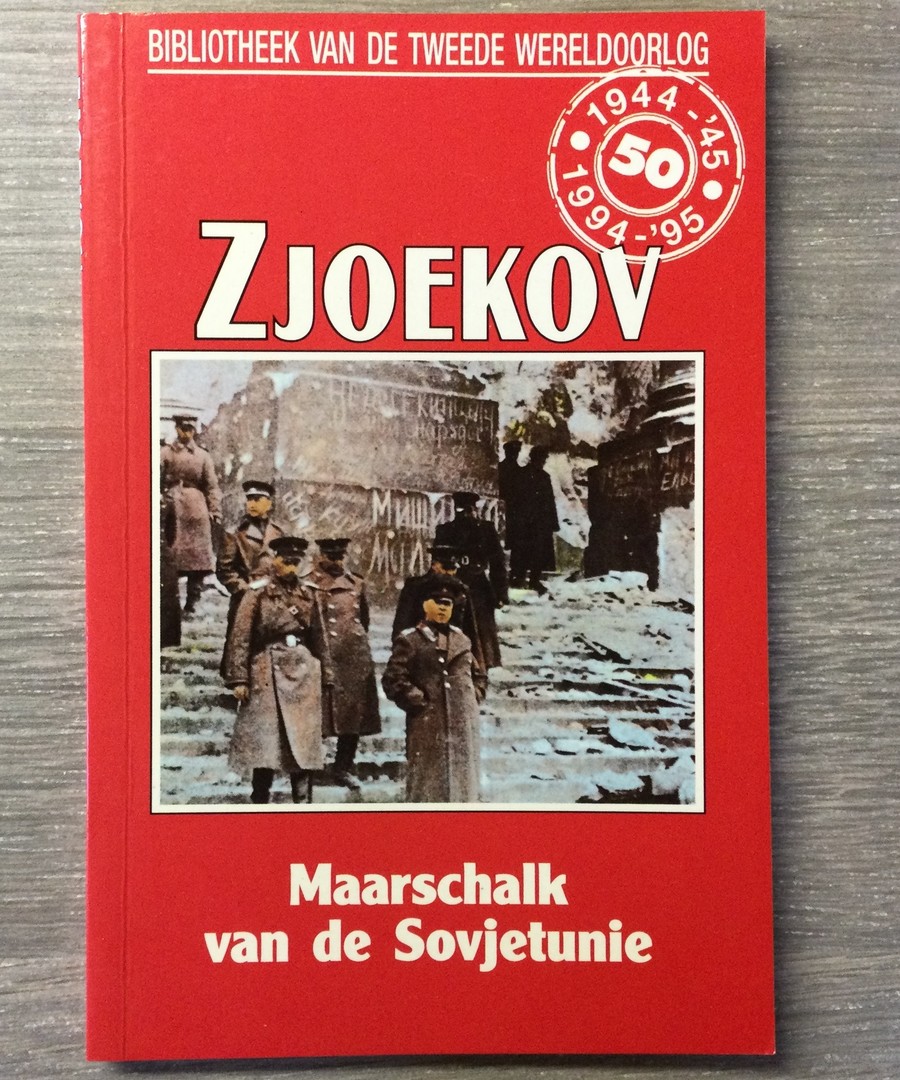 BIBLIOTHEEK VAN DE TWEEDE WERELDOORLOG
1944-'45
50
1994-'95
ZJOEKOV
Maarschalk
van de Sovjetunie